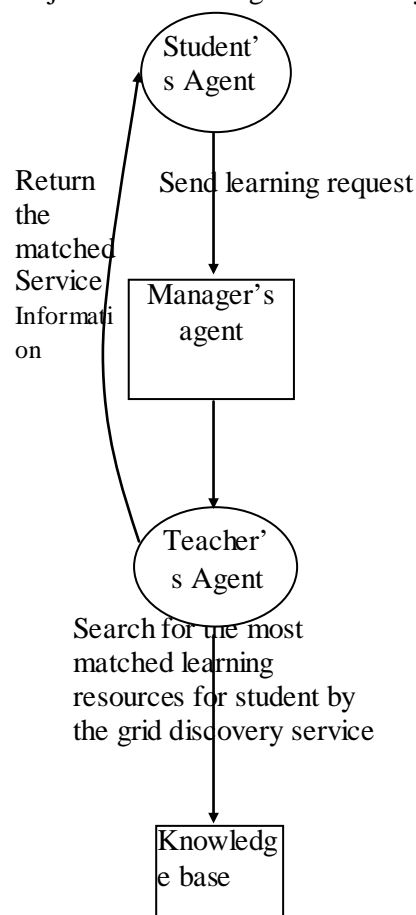 Student’
s Agent
Send learning request
Return
the
matched
Service
Informati
on
Manager’s
agent
Teacher’
s Agent
Search for the most
matched learning
resources for student by
the grid discovery service
Knowledg
e base